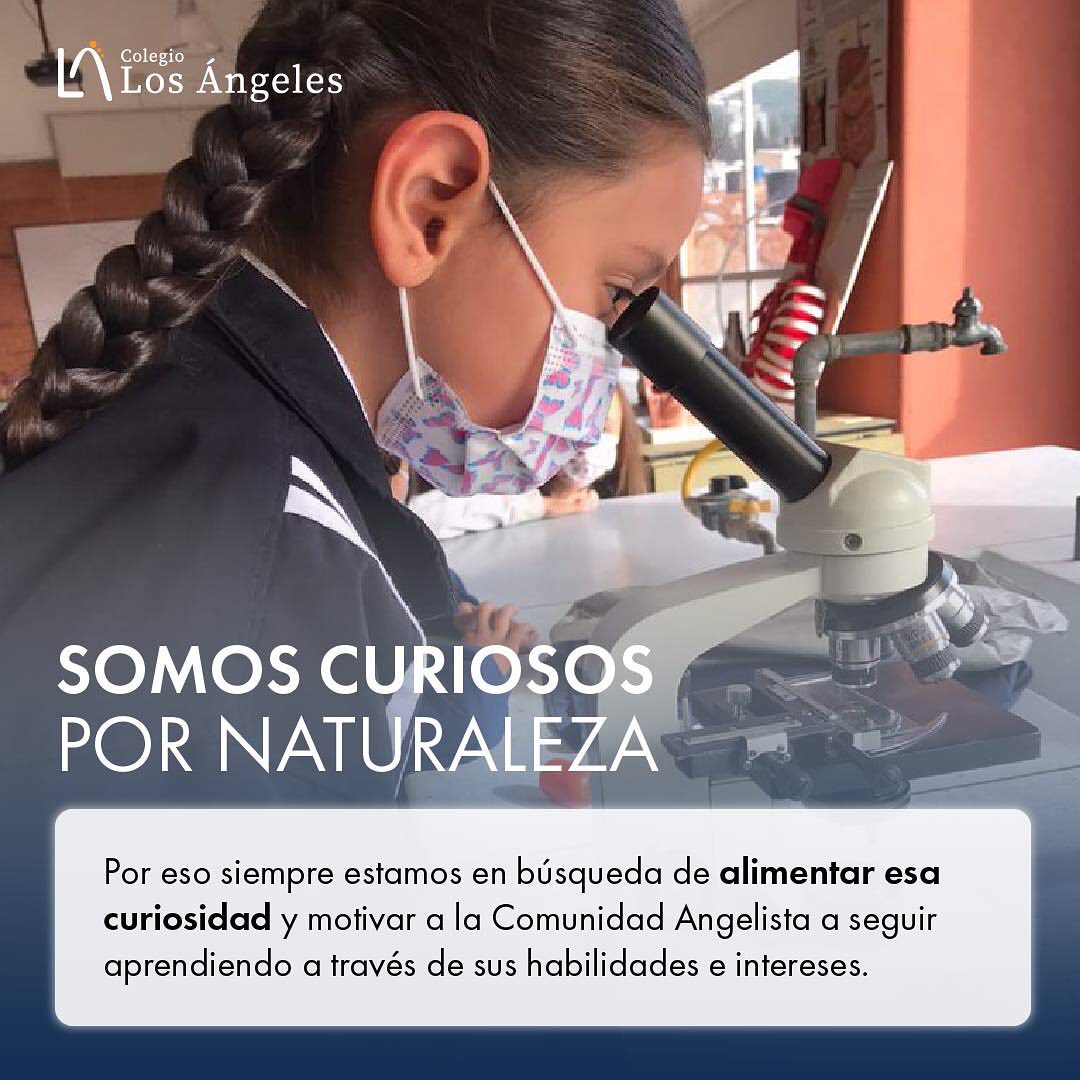 Colegio
Los Ángeles
SOMOS CURIOSOS
POR NATURALEZA
Por eso siempre estamos en búsqueda de alimentar esa
curiosidad y motivar a la Comunidad Angelista a seguir
aprendiendo a través de sus habilidades e intereses.